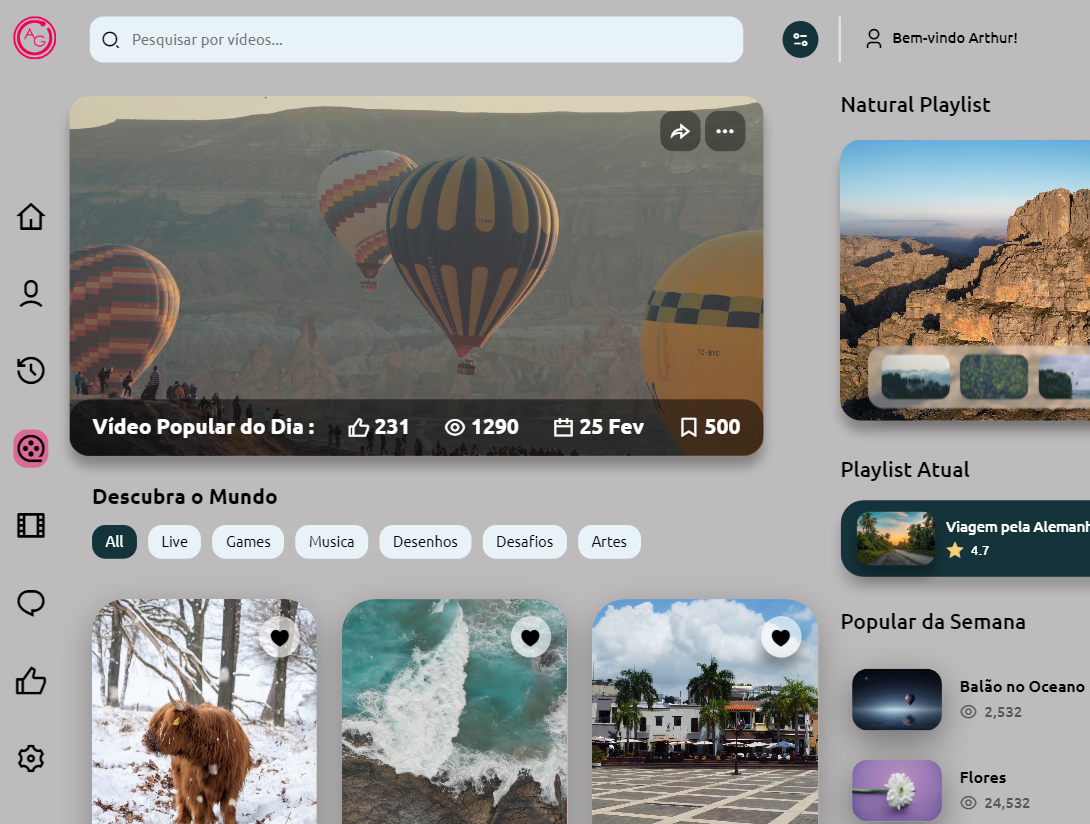 AG
Pesquisar por vídeos...
Bem-vindo Arthur!
Natural Playlist
TC-BYC
Vídeo Popular do Dia :
231
1290
25 Fev
500
Descubra o Mundo
All
Live
Games
Musica
Desenhos
Desafios
Artes
Playlist Atual
Viagem pela Alemanh
4.7
Popular da Semana
Balão no Oceano
2,532
Flores
24,532